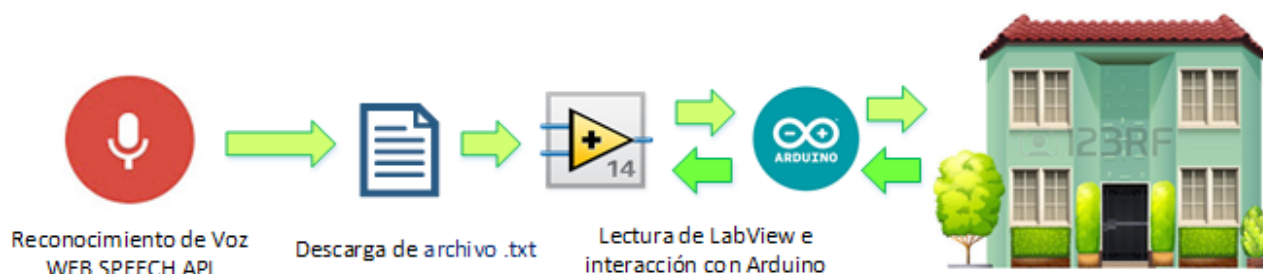 Reconocimiento de Voz
WEB SPEECH API
Descarga de archivo .txt
14
Lectura de LabView e
interacción con Arduino
ARDUINO
123RF